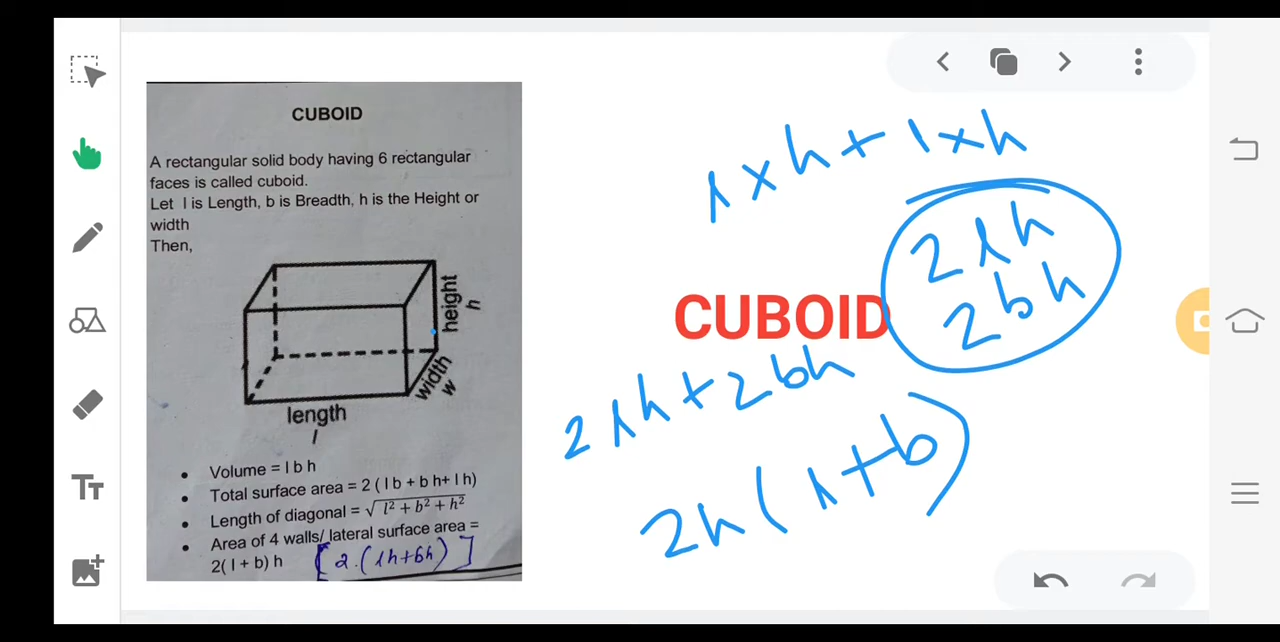 CUBOID
A rectangular solid body having 6 rectangular
faces is called cuboid.
Let l is Length, b is Breadth, h is the Height or
width
Then,
height
h
width
w
length
l
• Volume = l b h
• Total surface area = 2 ( l b + b h+ l h)
• Length of diagonal = √l² + b² + h²
• Area of 4 walls/ lateral surface area =
2( l + b) h [2.(lh+bh)]
l × h + l × h
2lh
2bh
CUBOID
2lh + 2bh
2h(l+b)
TT